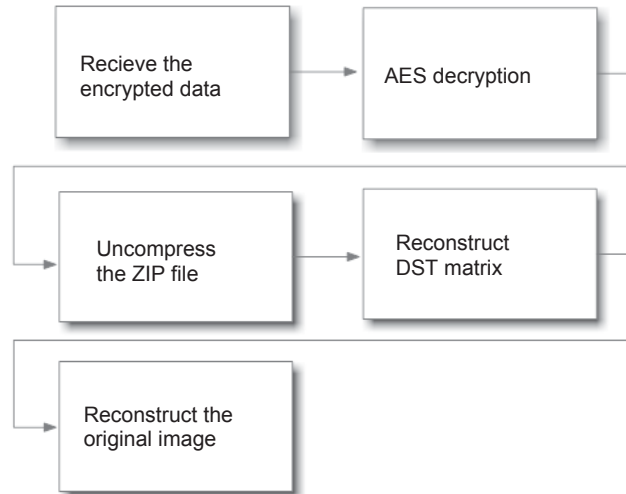 Recieve the
encrypted data
AES decryption
Uncompress
the ZIP file
Reconstruct
DST matrix
Reconstruct the
original image